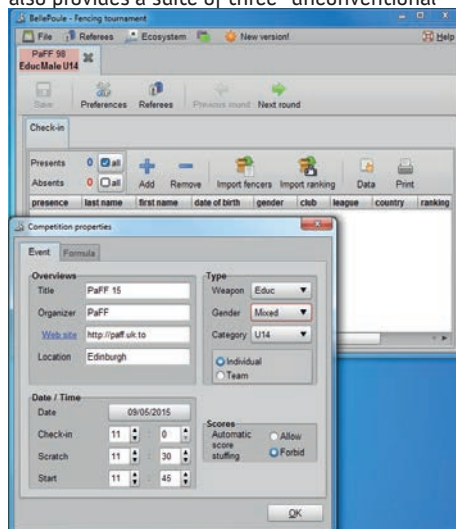 also provides a suite of three "unconventional"
BellePoule - Fencing tournament
File Referees Ecosystem New version! Help
PaFF 98
EducMale U14
Save Preferences Referees Previous round Next round
Check-in
Presents 0 all
Absents 0 all
Add Remove Import fencers Import ranking Data Print
presence last name first name date of birth gender club league country ranking
Competition properties
Event Formula
Overviews
Title PaFF 15
Organizer PaFF
Web site http://paff.uk.to
Location Edinburgh
Type
Weapon Educ
Gender Mixed
Category U14
Individual
Team
Date / Time
Date 09/05/2015
Check-in 11 : 0
Scratch 11 : 30
Start 11 : 45
Scores
Automatic score stuffing
Allow
Forbid
OK